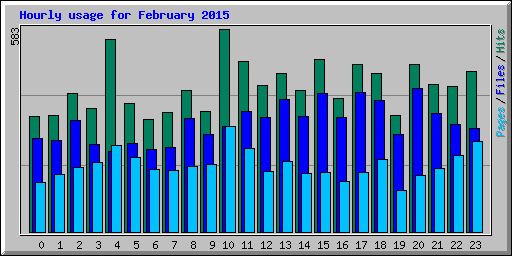 Hourly usage for February 2015
583
Pages / Files / Hits
0 1 2 3 4 5 6 7 8 9 10 11 12 13 14 15 16 17 18 19 20 21 22 23